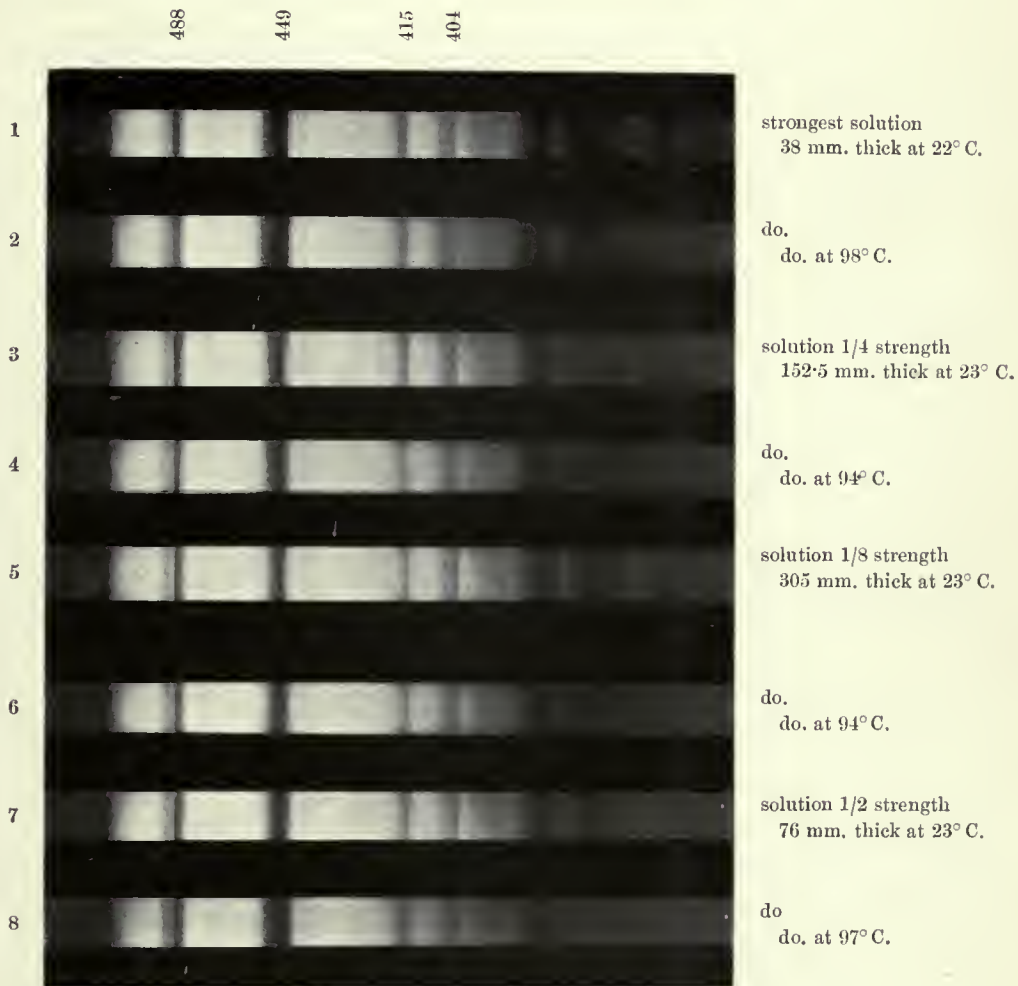 488 449 415 404
1 strongest solution
38 mm. thick at 22° C.
2 do.
do. at 98° C.
3 solution 1/4 strength
152·5 mm. thick at 23° C.
4 do.
do. at 94° C.
5 solution 1/8 strength
305 mm. thick at 23° C.
6 do.
do. at 94° C.
7 solution 1/2 strength
76 mm. thick at 23° C.
8 do
do. at 97° C.